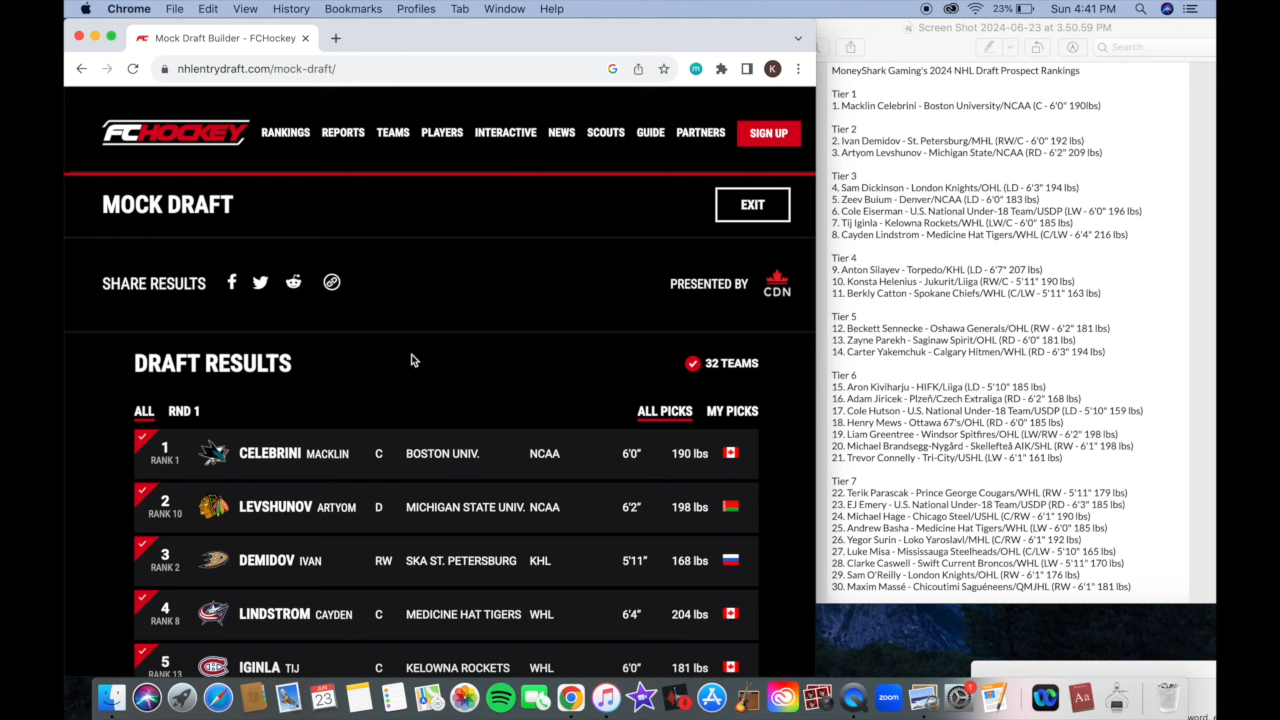 Chrome File Edit View History Bookmarks Profiles Tab Window Help 23% Sun 4:41 PM
Mock Draft Builder - FCHockey
nhlentrydraft.com/mock-draft/
G
K
FCHOCKEY RANKINGS REPORTS TEAMS PLAYERS INTERACTIVE NEWS SCOUTS GUIDE PARTNERS SIGN UP
MOCK DRAFT EXIT
SHARE RESULTS PRESENTED BY CDN
DRAFT RESULTS 32 TEAMS
ALL RND 1 ALL PICKS MY PICKS
1 RANK 1 CELEBRINI MACKLIN C BOSTON UNIV. NCAA 6'0" 190 lbs
2 RANK 10 LEVSHUNOV ARTYOM D MICHIGAN STATE UNIV. NCAA 6'2" 198 lbs
3 RANK 2 DEMIDOV IVAN RW SKA ST. PETERSBURG KHL 5'11" 168 lbs
4 RANK 8 LINDSTROM CAYDEN C MEDICINE HAT TIGERS WHL 6'4" 204 lbs
5 RANK 13 IGINLA TIJ C KELOWNA ROCKETS WHL 6'0" 181 lbs
Screen Shot 2024-06-23 at 3.50.59 PM
Search
MoneyShark Gaming's 2024 NHL Draft Prospect Rankings
Tier 1
1. Macklin Celebrini - Boston University/NCAA (C - 6'0" 190lbs)
Tier 2
2. Ivan Demidov - St. Petersburg/MHL (RW/C - 6'0" 192 lbs)
3. Artyom Levshunov - Michigan State/NCAA (RD - 6'2" 209 lbs)
Tier 3
4. Sam Dickinson - London Knights/OHL (LD - 6'3" 194 lbs)
5. Zeev Buium - Denver/NCAA (LD - 6'0" 183 lbs)
6. Cole Eiserman - U.S. National Under-18 Team/USDP (LW - 6'0" 196 lbs)
7. Tij Iginla - Kelowna Rockets/WHL (LW/C - 6'0" 185 lbs)
8. Cayden Lindstrom - Medicine Hat Tigers/WHL (C/LW - 6'4" 216 lbs)
Tier 4
9. Anton Silayev - Torpedo/KHL (LD - 6'7" 207 lbs)
10. Konsta Helenius - Jukurit/Liiga (RW/C - 5'11" 190 lbs)
11. Berkly Catton - Spokane Chiefs/WHL (C/LW - 5'11" 163 lbs)
Tier 5
12. Beckett Sennecke - Oshawa Generals/OHL (RW - 6'2" 181 lbs)
13. Zayne Parekh - Saginaw Spirit/OHL (RD - 6'0" 181 lbs)
14. Carter Yakemchuk - Calgary Hitmen/WHL (RD - 6'3" 194 lbs)
Tier 6
15. Aron Kiviharju - HIFK/Liiga (LD - 5'10" 185 lbs)
16. Adam Jiricek - Plzeň/Czech Extraliga (RD - 6'2" 168 lbs)
17. Cole Hutson - U.S. National Under-18 Team/USDP (LD - 5'10" 159 lbs)
18. Henry Mews - Ottawa 67's/OHL (RD - 6'0" 185 lbs)
19. Liam Greentree - Windsor Spitfires/OHL (LW/RW - 6'2" 198 lbs)
20. Michael Brandsegg-Nygård - Skellefteå AIK/SHL (RW - 6'1" 198 lbs)
21. Trevor Connelly - Tri-City/USHL (LW - 6'1" 161 lbs)
Tier 7
22. Terik Parascak - Prince George Cougars/WHL (RW - 5'11" 179 lbs)
23. EJ Emery - U.S. National Under-18 Team/USDP (RD - 6'3" 185 lbs)
24. Michael Hage - Chicago Steel/USHL (C/RW - 6'1" 190 lbs)
25. Andrew Basha - Medicine Hat Tigers/WHL (LW - 6'0" 185 lbs)
26. Yegor Surin - Loko Yaroslavl/MHL (C/RW - 6'1" 192 lbs)
27. Luke Misa - Mississauga Steelheads/OHL (C/LW - 5'10" 165 lbs)
28. Clarke Caswell - Swift Current Broncos/WHL (LW - 5'11" 170 lbs)
29. Sam O'Reilly - London Knights/OHL (RW - 6'1" 176 lbs)
30. Maxim Massé - Chicoutimi Saguéneens/QMJHL (RW - 6'1" 181 lbs)
JUN 23 zoom Aa 1